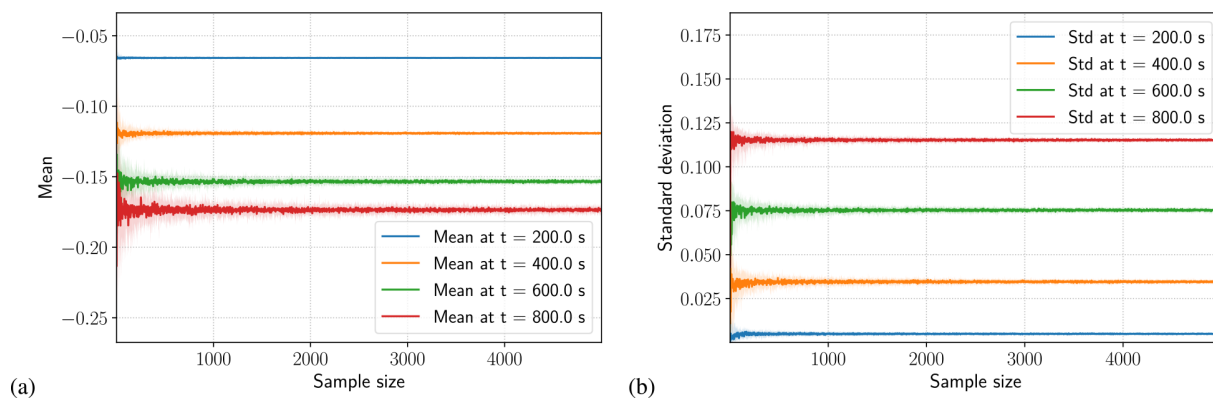 −0.05
−0.10
−0.15
−0.20
−0.25
Mean
Mean at t = 200.0 s
Mean at t = 400.0 s
Mean at t = 600.0 s
Mean at t = 800.0 s
1000 2000 3000 4000
Sample size
(a)
0.175
0.150
0.125
0.100
0.075
0.050
0.025
Standard deviation
Std at t = 200.0 s
Std at t = 400.0 s
Std at t = 600.0 s
Std at t = 800.0 s
1000 2000 3000 4000
Sample size
(b)